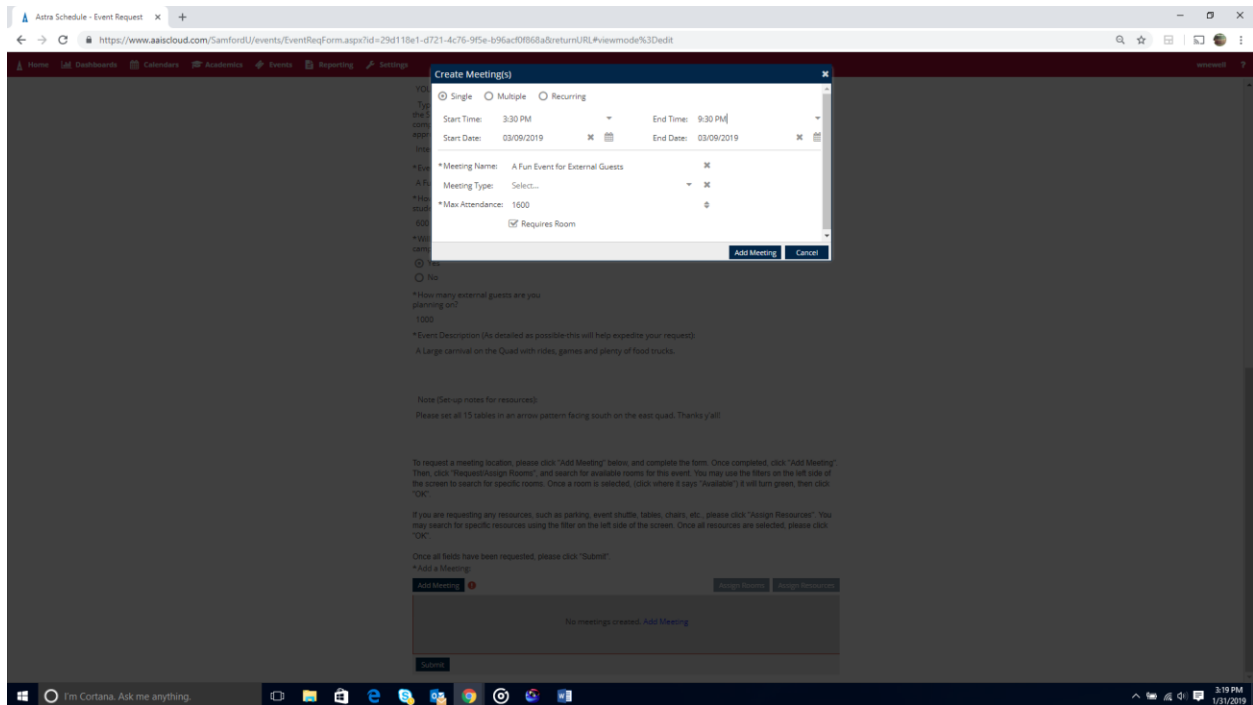 Astra Schedule - Event Request
https://www.aaiscloud.com/SamfordU/events/EventReqForm.aspx?id=29d118e1-d721-4c76-9f5e-b96acf0f868a&returnURL#viewmode%3Dedit
Home Dashboards Calendars Academics Events Reporting Settings
Create Meeting(s)
Single Multiple Recurring
Start Time: 3:30 PM End Time: 9:30 PM
Start Date: 03/09/2019 End Date: 03/09/2019
*Meeting Name: A Fun Event for External Guests
Meeting Type: Select...
*Max Attendance: 1600
Requires Room
Add Meeting Cancel
Yes
No
*How many external guests are you
planning on?
1000
*Event Description (As detailed as possible-this will help expedite your request):
A Large carnival on the Quad with rides, games and plenty of food trucks.
Note (Set-up notes for resources):
Please set all 15 tables in an arrow pattern facing south on the east quad. Thanks y'all!
To request a meeting location, please click "Add Meeting" below, and complete the form. Once completed, click "Add Meeting".
Then, click "Request/Assign Rooms", and search for available rooms for this event. You may use the filters on the left side of
the screen to search for specific rooms. Once a room is selected, (click where it says "Available") it will turn green, then click
"OK".
If you are requesting any resources, such as parking, event shuttle, tables, chairs, etc., please click "Assign Resources". You
may search for specific resources using the filter on the left side of the screen. Once all resources are selected, please click
"OK".
Once all fields have been requested, please click "Submit".
*Add a Meeting:
Add Meeting Assign Rooms Assign Resources
No meetings created. Add Meeting
Submit
I'm Cortana. Ask me anything.
3:19 PM
1/31/2019